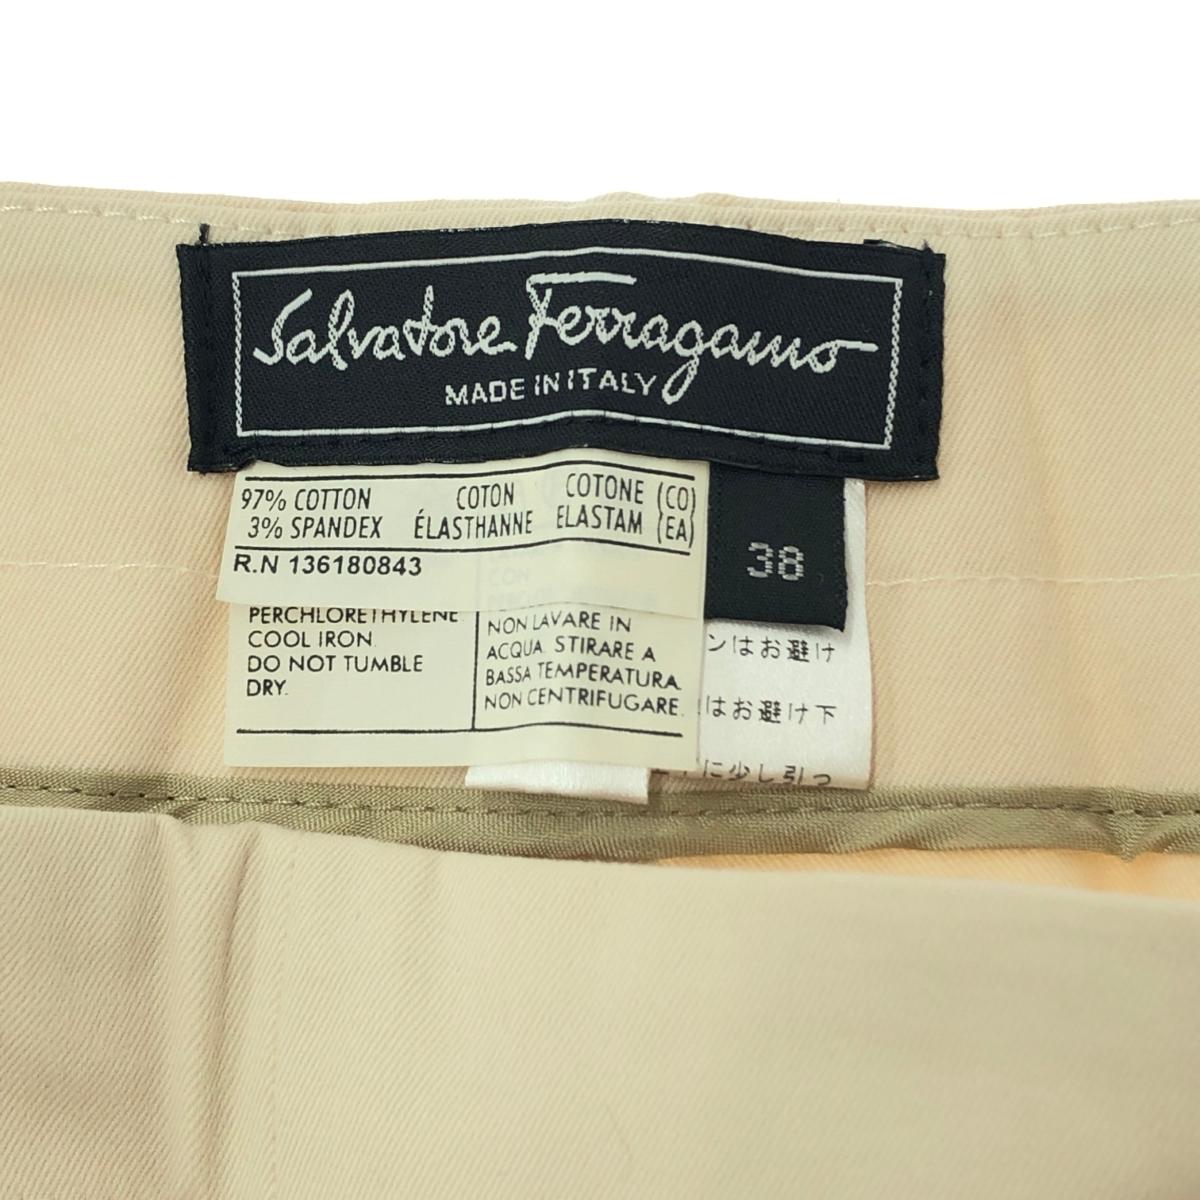 Salvatore Ferragamo
MADE IN ITALY
97% COTTON COTON COTONE (CO)
3% SPANDEX ÉLASTHANNE ELASTAM (EA)
R.N 136180843
38
PERCHLORETHYLENE
COOL IRON.
DO NOT TUMBLE
DRY.
NON LAVARE IN
ACQUA. STIRARE A
BASSA TEMPERATURA.
NON CENTRIFUGARE.
ンはお避け
はお避け下
に少し引っ